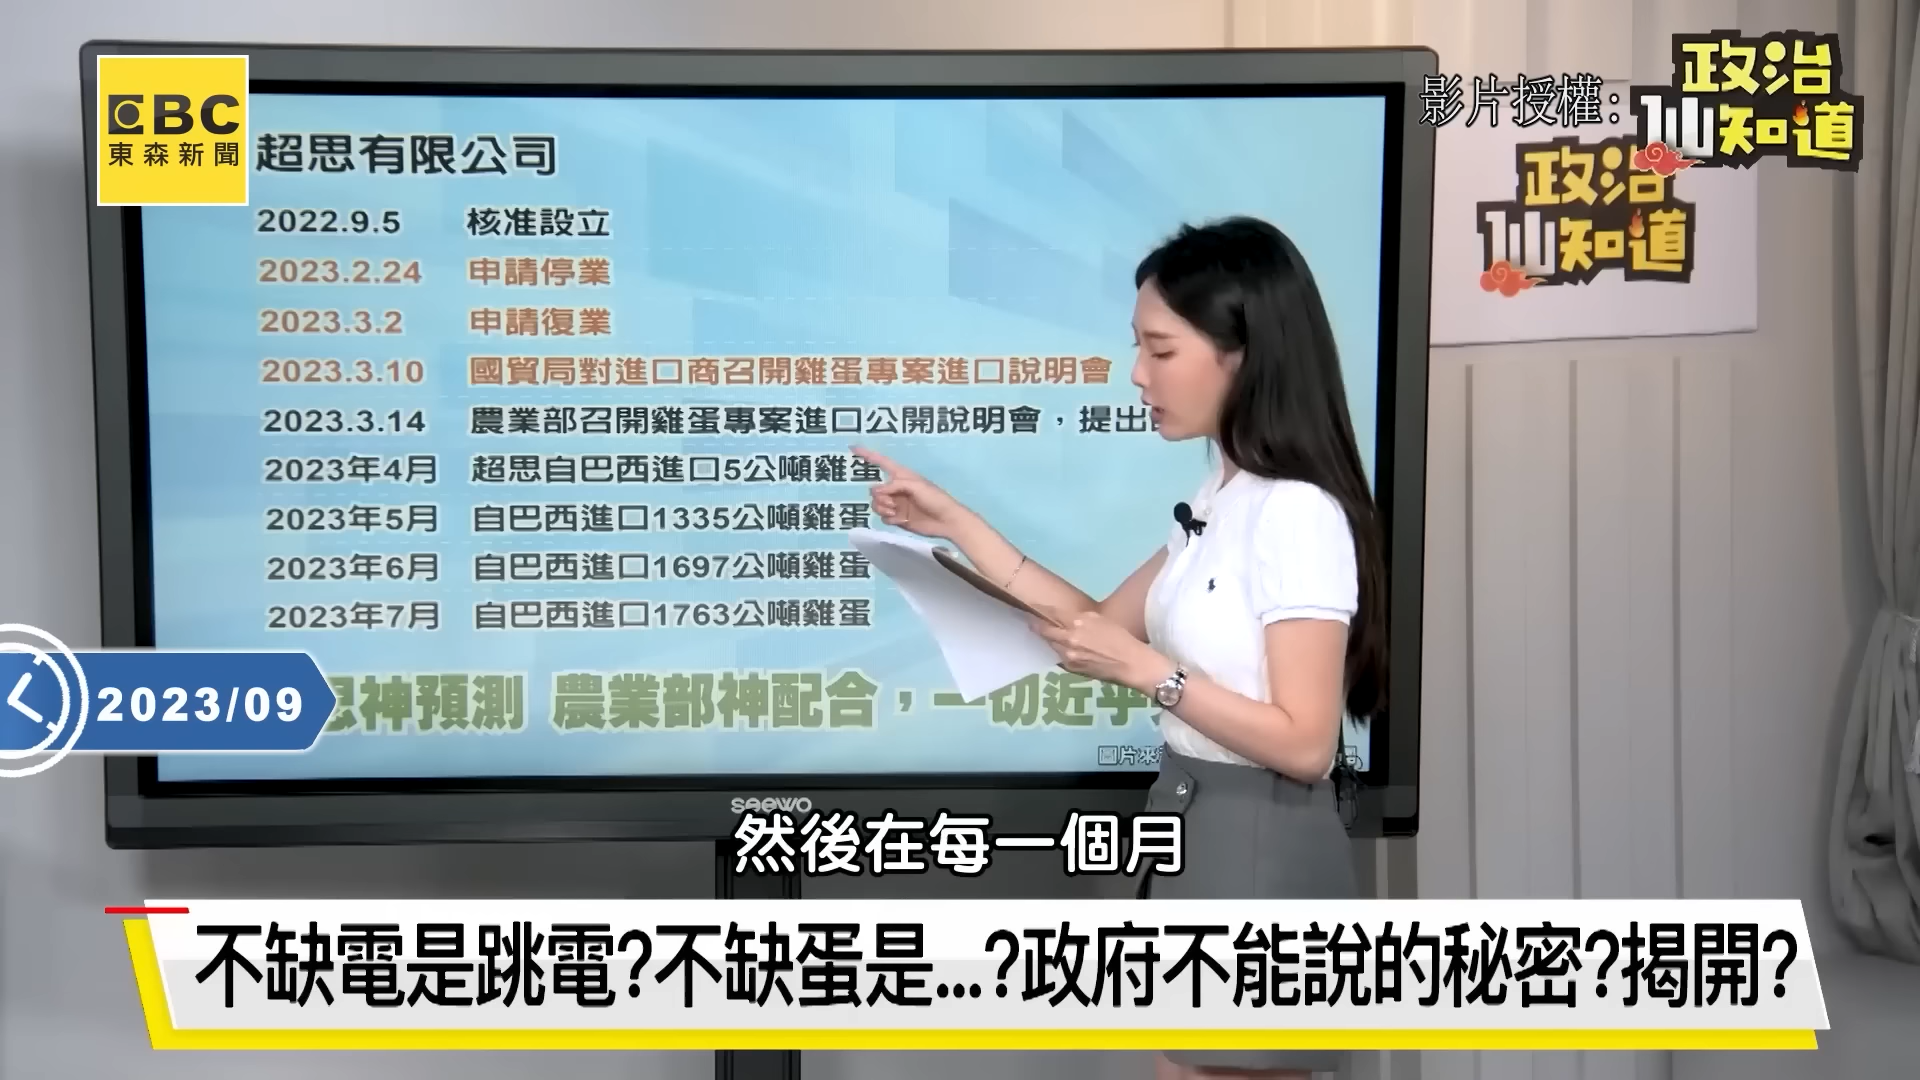 EBC
東森新聞
影片授權：
政治
仙知道
政治
仙知道
超思有限公司
2022.9.5 核准設立
2023.2.24 申請停業
2023.3.2 申請復業
2023.3.10 國貿局對進口商召開雞蛋專案進口說明會
2023.3.14 農業部召開雞蛋專案進口公開說明會，提出
2023年4月 超思自巴西進口5公噸雞蛋
2023年5月 自巴西進口1335公噸雞蛋
2023年6月 自巴西進口1697公噸雞蛋
2023年7月 自巴西進口1763公噸雞蛋
2023/09
思神預測 農業部神配合，一切近乎
圖片來
saewo
然後在每一個月
不缺電是跳電?不缺蛋是...?政府不能說的秘密?揭開?